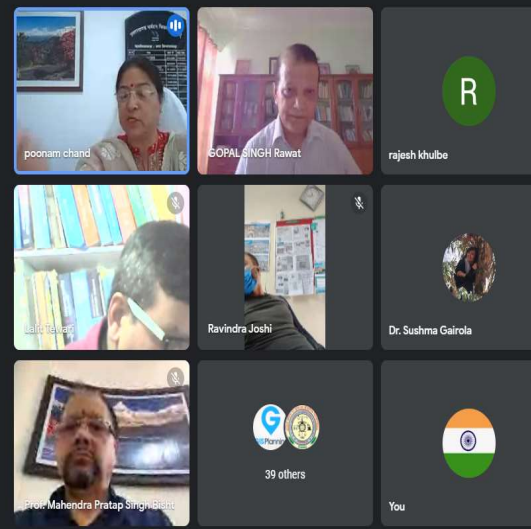 poonam chand
GOPAL SINGH Rawat
R
rajesh khulbe
Lalit Tewari
Ravindra Joshi
Dr. Sushma Gairola
Prof. Mahendra Pratap Singh Bisht
G
39 others
You